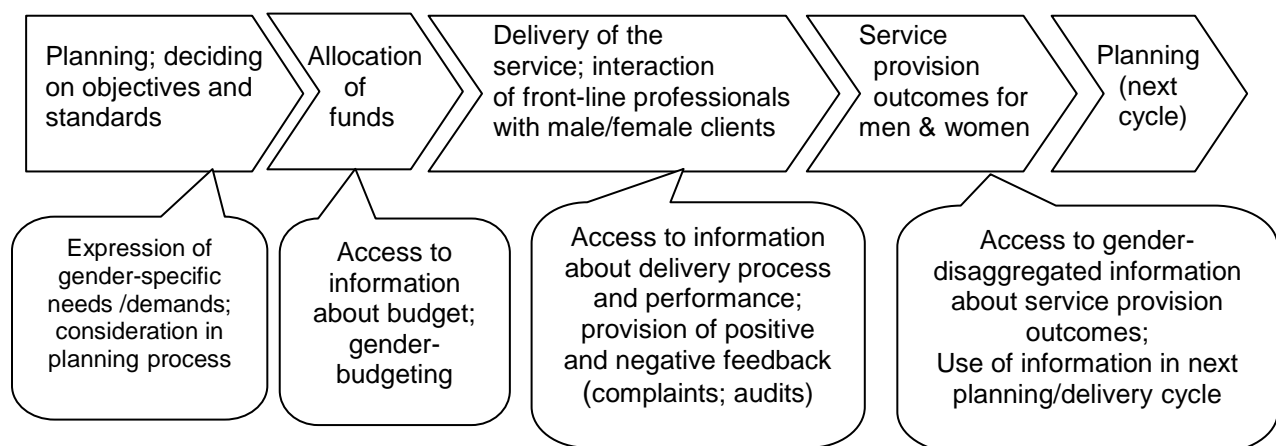 Planning; deciding
on objectives and
standards
Allocation
of
funds
Delivery of the
service; interaction
of front-line professionals
with male/female clients
Service
provision
outcomes for
men & women
Planning
(next
cycle)
Expression of
gender-specific
needs /demands;
consideration in
planning process
Access to
information
about budget;
gender-
budgeting
Access to information
about delivery process
and performance;
provision of positive
and negative feedback
(complaints; audits)
Access to gender-
disaggregated information
about service provision
outcomes;
Use of information in next
planning/delivery cycle